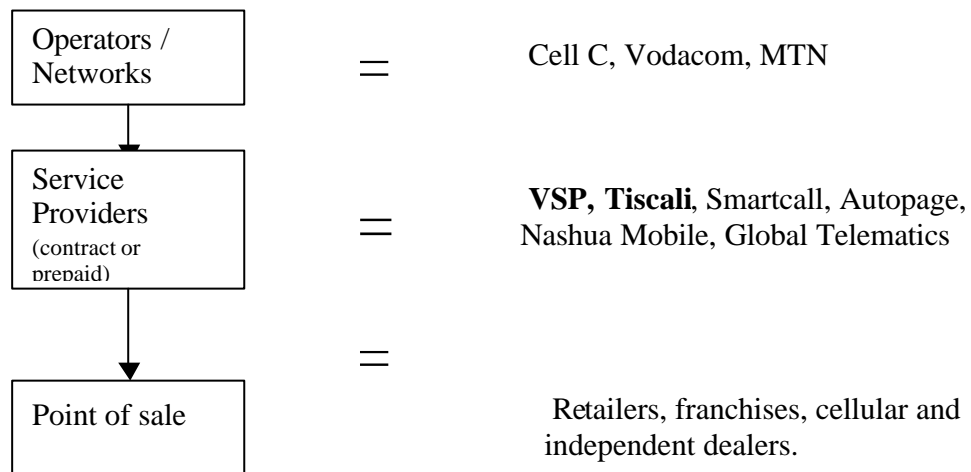 Operators /
Networks
=
Cell C, Vodacom, MTN
Service
Providers
(contract or
prepaid)
=
VSP, Tiscali, Smartcall, Autopage,
Nashua Mobile, Global Telematics
=
Point of sale
Retailers, franchises, cellular and
independent dealers.